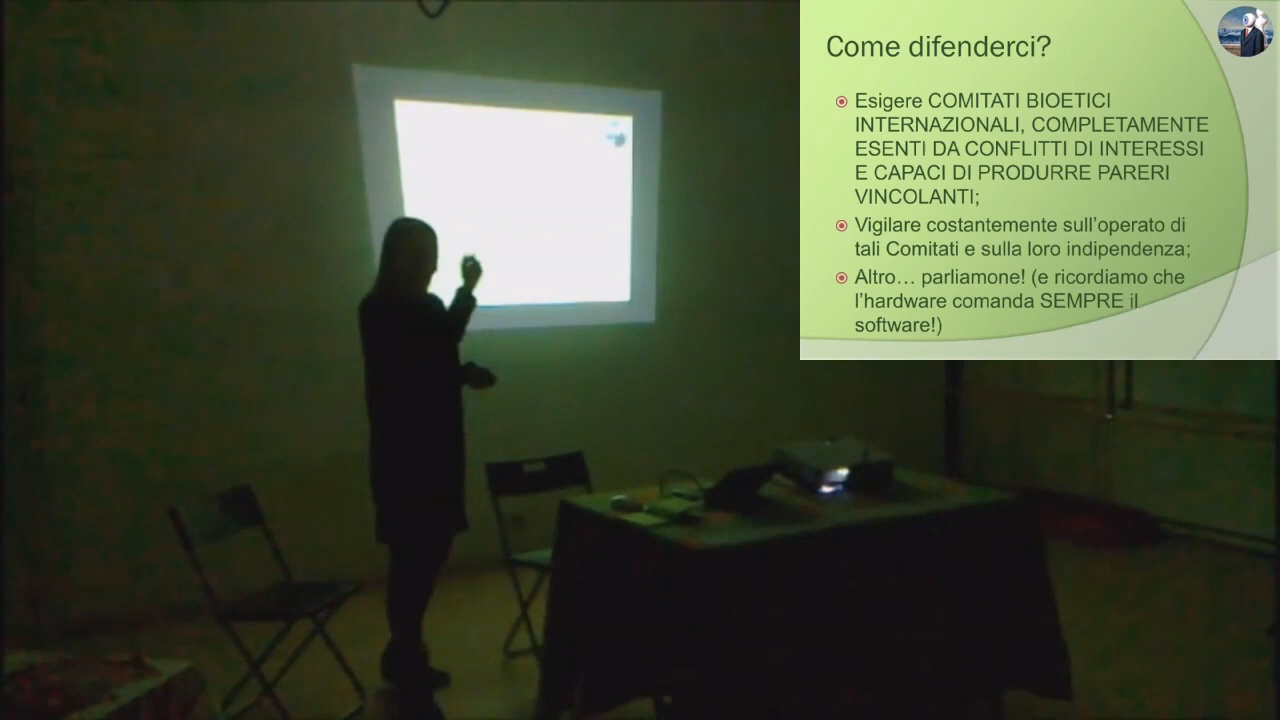 Come difenderci?
Esigere COMITATI BIOETICI
INTERNAZIONALI, COMPLETAMENTE
ESENTI DA CONFLITTI DI INTERESSI
E CAPACI DI PRODURRE PARERI
VINCOLANTI;
Vigilare costantemente sull'operato di
tali Comitati e sulla loro indipendenza;
Altro… parliamone! (e ricordiamo che
l'hardware comanda SEMPRE il
software!)